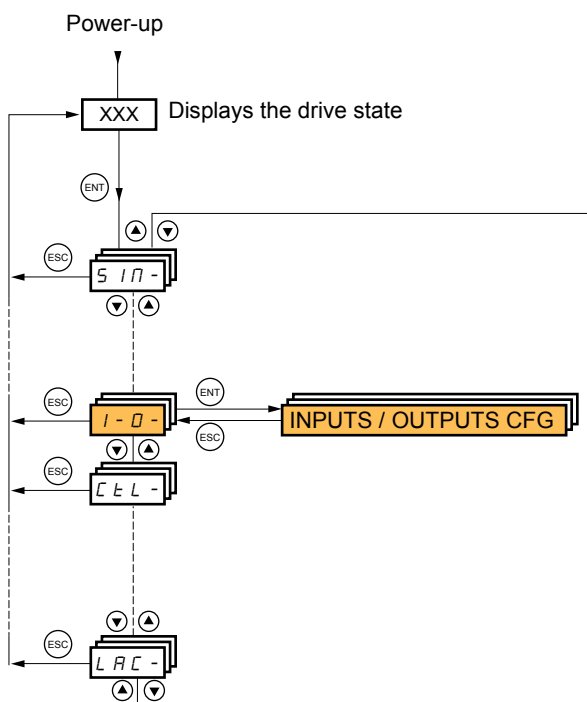 Power-up
XXX Displays the drive state
ENT
ESC
SIM-
ESC
I-O-
ENT
INPUTS / OUTPUTS CFG
ESC
ESC
CtL-
ESC
LAC-